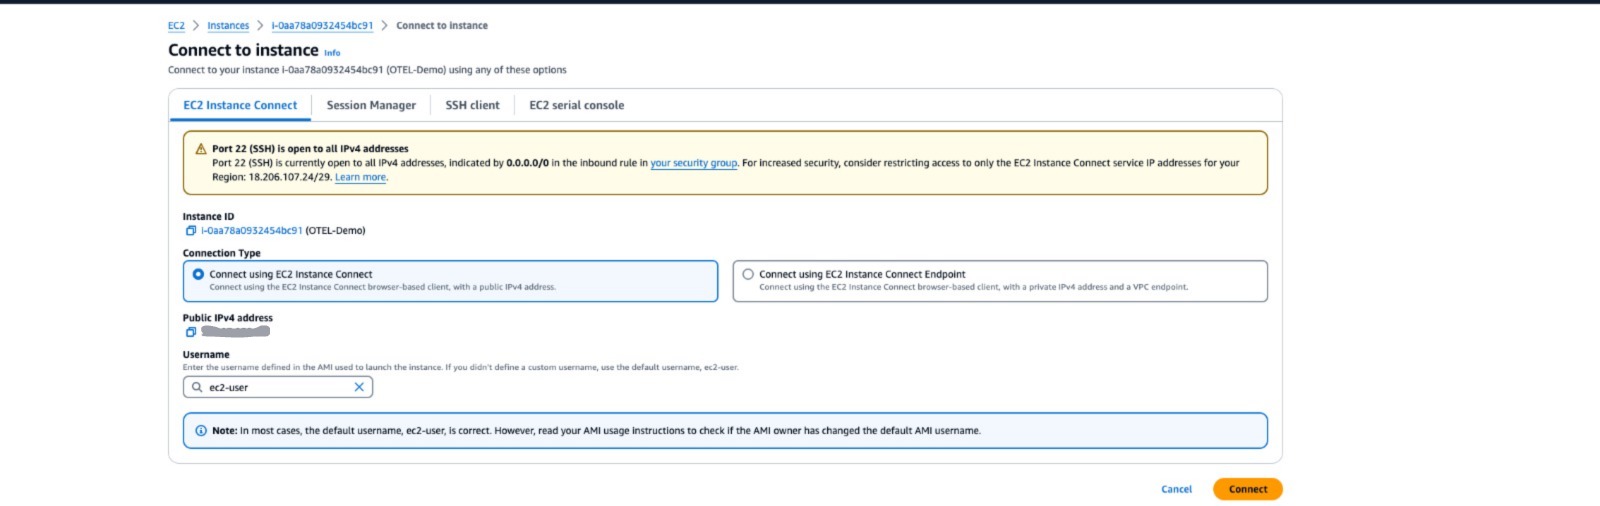 EC2 > Instances > i-0aa78a0932454bc91 > Connect to instance
Connect to instance Info
Connect to your instance i-0aa78a0932454bc91 (OTEL-Demo) using any of these options
EC2 Instance Connect Session Manager SSH client EC2 serial console
Port 22 (SSH) is open to all IPv4 addresses
Port 22 (SSH) is currently open to all IPv4 addresses, indicated by 0.0.0.0/0 in the inbound rule in your security group. For increased security, consider restricting access to only the EC2 Instance Connect service IP addresses for your
Region: 18.206.107.24/29. Learn more.
Instance ID
i-0aa78a0932454bc91 (OTEL-Demo)
Connection Type
Connect using EC2 Instance Connect
Connect using the EC2 Instance Connect browser-based client, with a public IPv4 address.
Connect using EC2 Instance Connect Endpoint
Connect using the EC2 Instance Connect browser-based client, with a private IPv4 address and a VPC endpoint.
Public IPv4 address
Username
Enter the username defined in the AMI used to launch the instance. If you didn't define a custom username, use the default username, ec2-user.
ec2-user
Note: In most cases, the default username, ec2-user, is correct. However, read your AMI usage instructions to check if the AMI owner has changed the default AMI username.
Cancel Connect